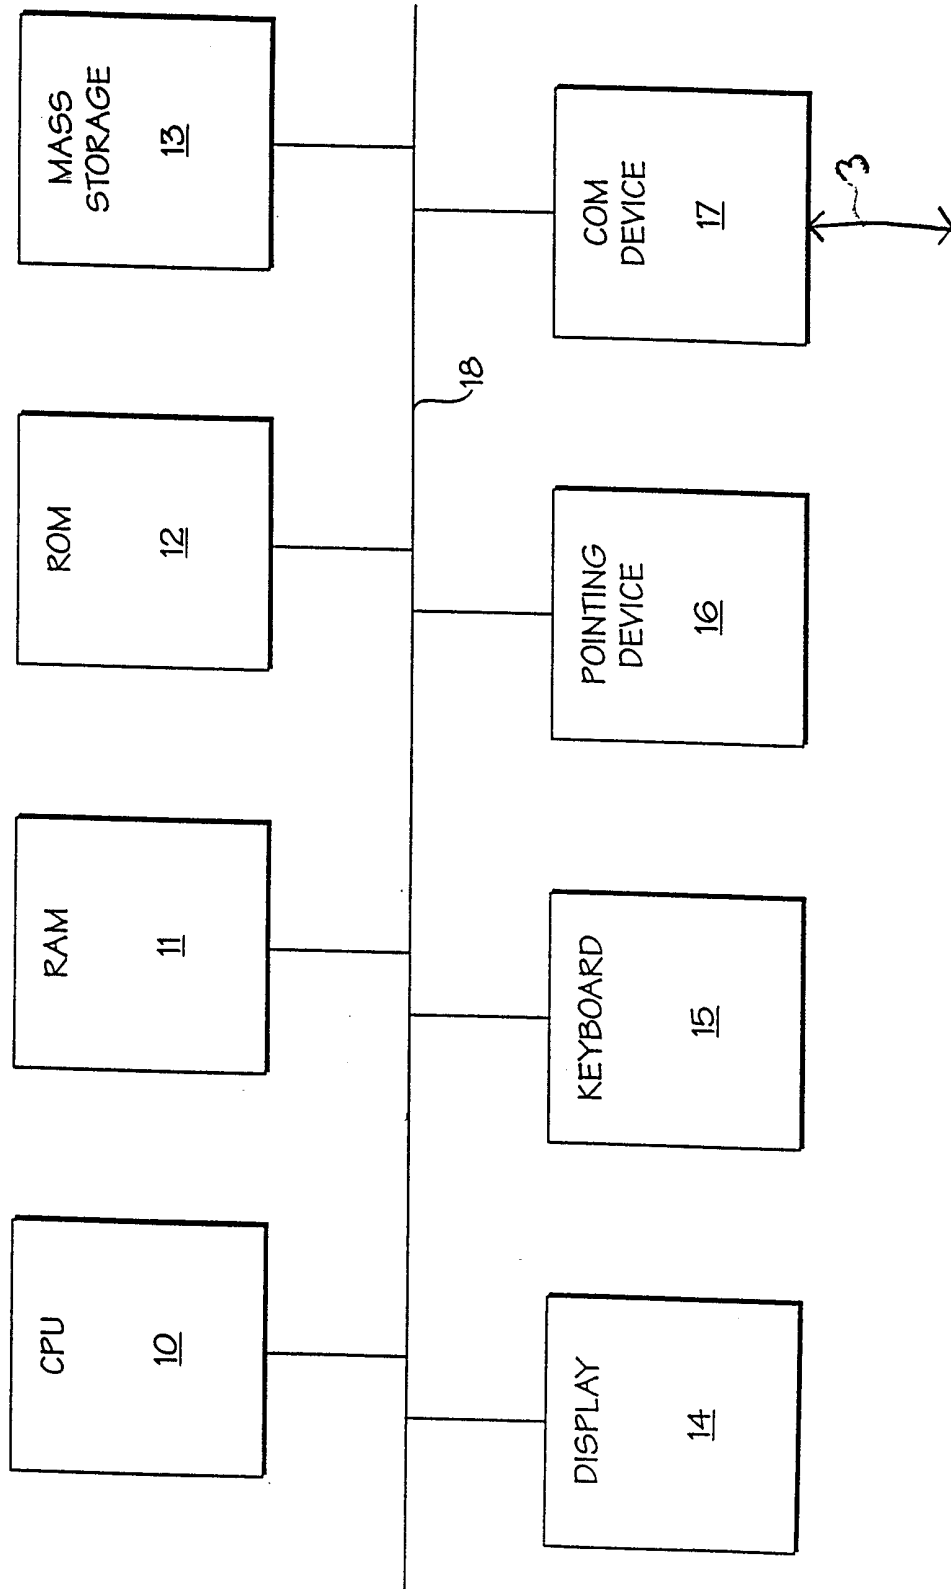 CPU
10
RAM
11
ROM
12
MASS
STORAGE
13
18
DISPLAY
14
KEYBOARD
15
POINTING
DEVICE
16
COM
DEVICE
17
3